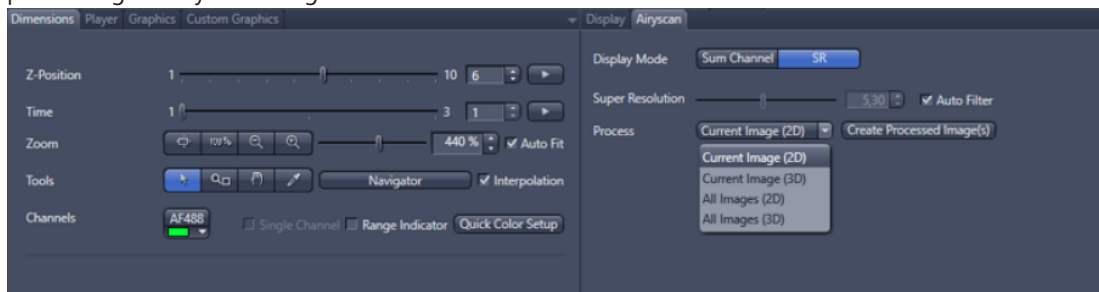 Dimensions Player Graphics Custom Graphics
Z-Position 1 10 6
Time 1 3 1
Zoom 100% 440 % Auto Fit
Tools Navigator Interpolation
Channels AF488 Single Channel Range Indicator Quick Color Setup
Display Airyscan
Display Mode Sum Channel SR
Super Resolution 5,30 Auto Filter
Process Current Image (2D) Create Processed Image(s)
Current Image (2D)
Current Image (3D)
All Images (2D)
All Images (3D)